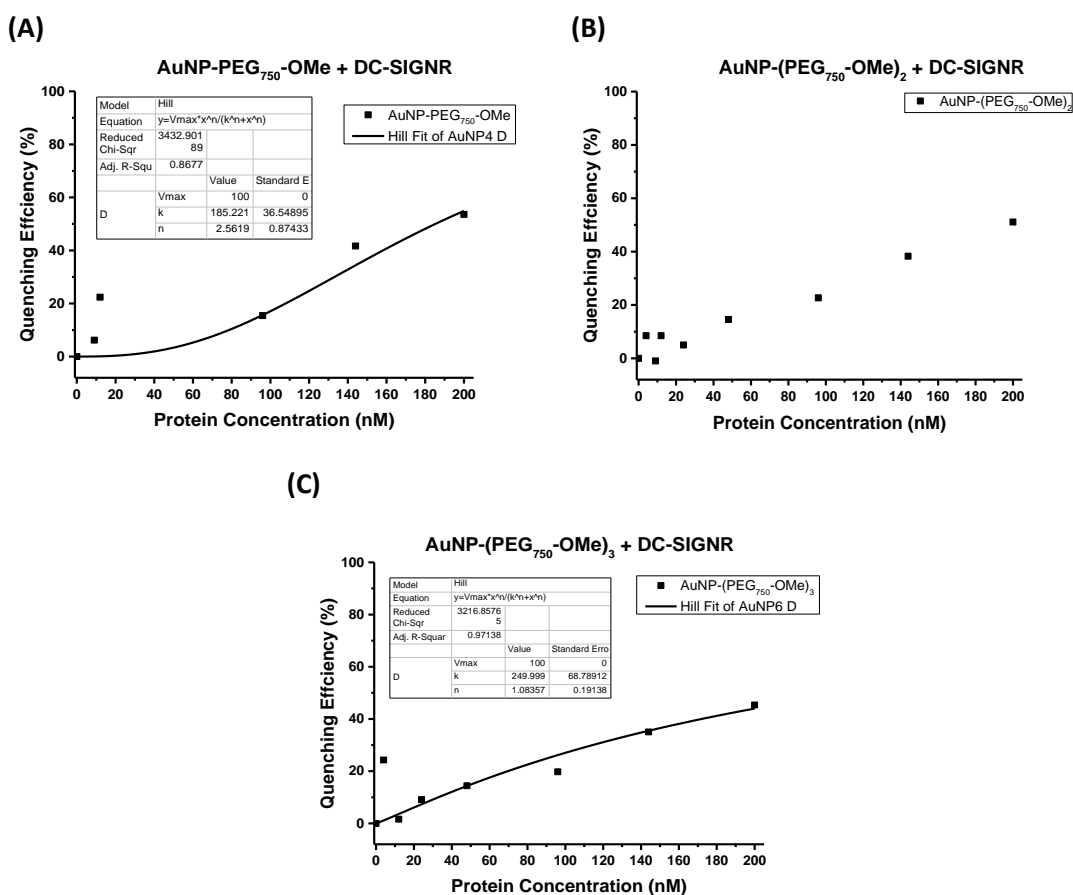 (A)
AuNP-PEG750-OMe + DC-SIGNR
Model Hill
Equation y=Vmax*x^n/(k^n+x^n)
Reduced Chi-Sqr 3432.90189
Adj. R-Squ 0.8677
Value Standard E
D Vmax 100 0
k 185.221 36.54895
n 2.5619 0.87433
AuNP-PEG750-OMe
Hill Fit of AuNP4 D
Quenching Effciency (%)
100
80
60
40
20
0
0 20 40 60 80 100 120 140 160 180 200
Protein Concentration (nM)
(B)
AuNP-(PEG750-OMe)2 + DC-SIGNR
AuNP-(PEG750-OMe)2
Quenching Effciency (%)
100
80
60
40
20
0
0 20 40 60 80 100 120 140 160 180 200
Protein Concentration (nM)
(C)
AuNP-(PEG750-OMe)3 + DC-SIGNR
Model Hill
Equation y=Vmax*x^n/(k^n+x^n)
Reduced Chi-Sqr 3216.85765
Adj. R-Squar 0.97138
Value Standard Erro
D Vmax 100 0
k 249.999 68.78912
n 1.08357 0.19138
AuNP-(PEG750-OMe)3
Hill Fit of AuNP6 D
Quenching Effciency (%)
100
80
60
40
20
0
0 20 40 60 80 100 120 140 160 180 200
Protein Concentration (nM)